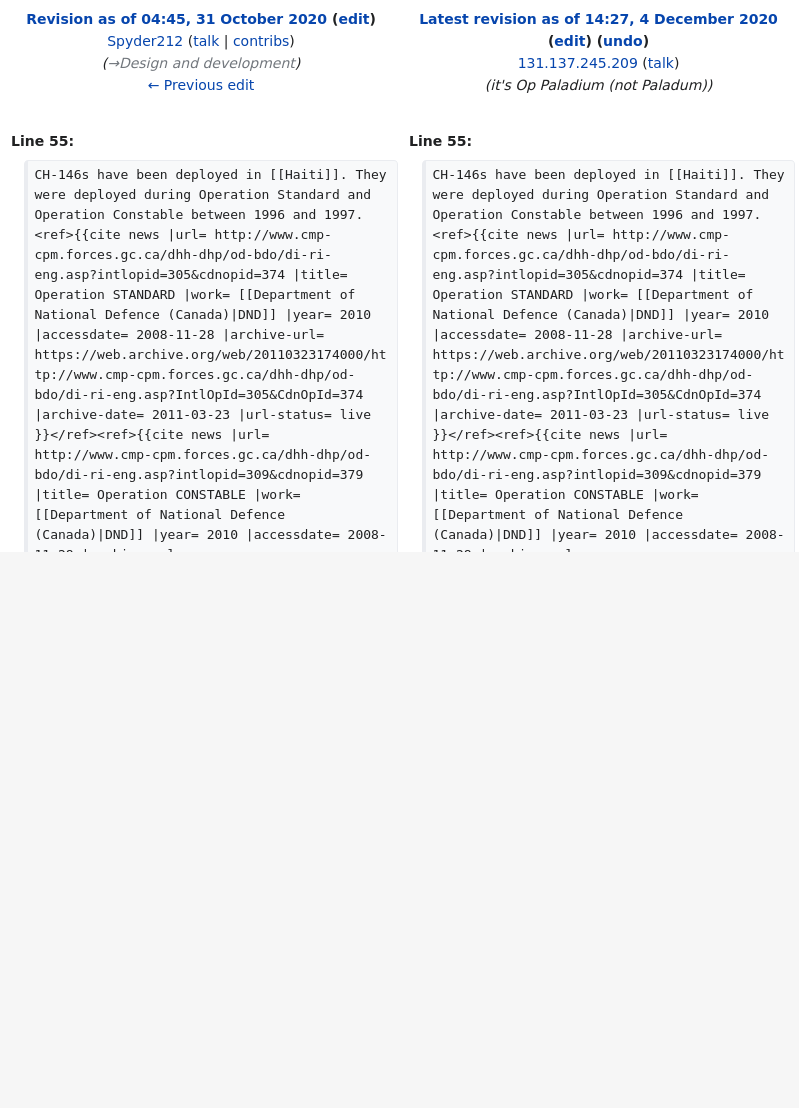 Revision as of 04:45, 31 October 2020 (edit)
Spyder212 (talk | contribs)
(→Design and development)
← Previous edit
Line 55:
CH-146s have been deployed in [[Haiti]]. They
were deployed during Operation Standard and
Operation Constable between 1996 and 1997.
<ref>{{cite news |url= http://www.cmp-
cpm.forces.gc.ca/dhh-dhp/od-bdo/di-ri-
eng.asp?intlopid=305&cdnopid=374 |title=
Operation STANDARD |work= [[Department of
National Defence (Canada)|DND]] |year= 2010
|accessdate= 2008-11-28 |archive-url=
https://web.archive.org/web/20110323174000/ht
tp://www.cmp-cpm.forces.gc.ca/dhh-dhp/od-
bdo/di-ri-eng.asp?IntlOpId=305&CdnOpId=374
|archive-date= 2011-03-23 |url-status= live
}}</ref><ref>{{cite news |url=
http://www.cmp-cpm.forces.gc.ca/dhh-dhp/od-
bdo/di-ri-eng.asp?intlopid=309&cdnopid=379
|title= Operation CONSTABLE |work=
[[Department of National Defence
(Canada)|DND]] |year= 2010 |accessdate= 2008-
Latest revision as of 14:27, 4 December 2020
(edit) (undo)
131.137.245.209 (talk)
(it's Op Paladium (not Paladum))
Line 55:
CH-146s have been deployed in [[Haiti]]. They
were deployed during Operation Standard and
Operation Constable between 1996 and 1997.
<ref>{{cite news |url= http://www.cmp-
cpm.forces.gc.ca/dhh-dhp/od-bdo/di-ri-
eng.asp?intlopid=305&cdnopid=374 |title=
Operation STANDARD |work= [[Department of
National Defence (Canada)|DND]] |year= 2010
|accessdate= 2008-11-28 |archive-url=
https://web.archive.org/web/20110323174000/ht
tp://www.cmp-cpm.forces.gc.ca/dhh-dhp/od-
bdo/di-ri-eng.asp?IntlOpId=305&CdnOpId=374
|archive-date= 2011-03-23 |url-status= live
}}</ref><ref>{{cite news |url=
http://www.cmp-cpm.forces.gc.ca/dhh-dhp/od-
bdo/di-ri-eng.asp?intlopid=309&cdnopid=379
|title= Operation CONSTABLE |work=
[[Department of National Defence
(Canada)|DND]] |year= 2010 |accessdate= 2008-